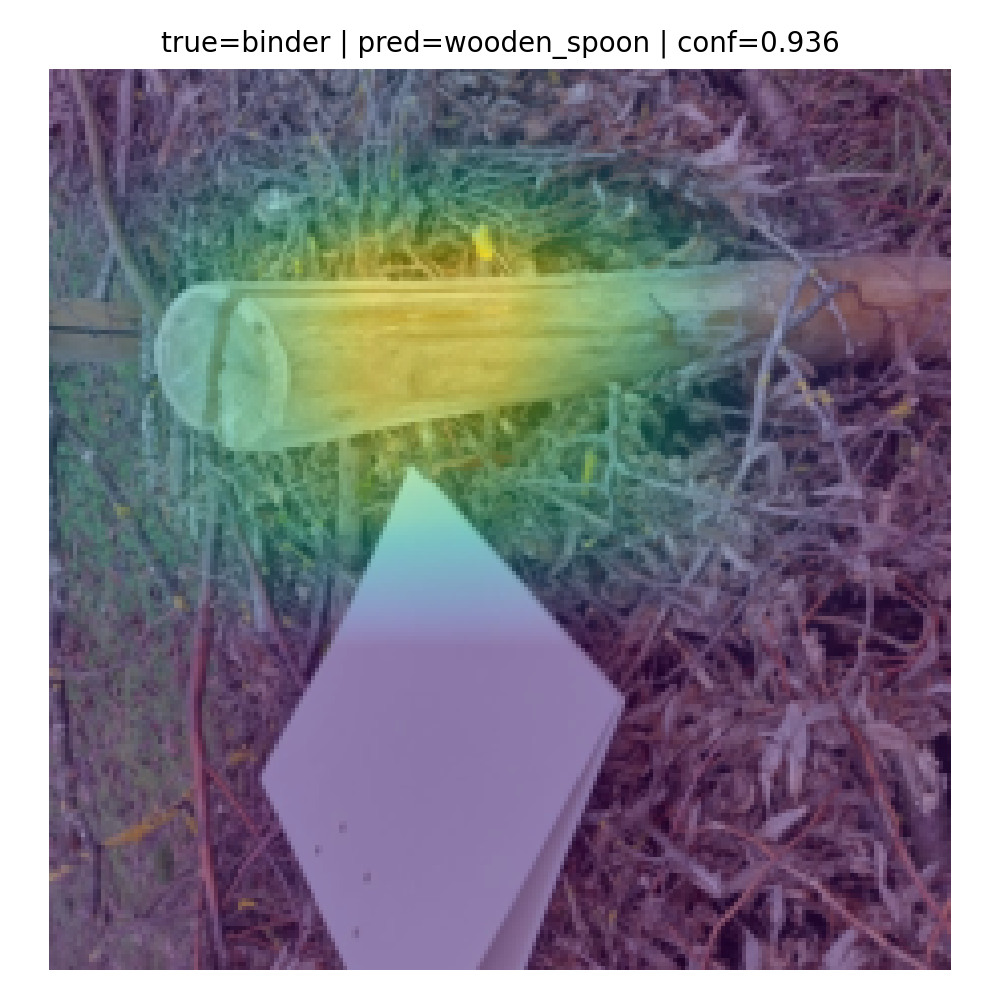 true=binder | pred=wooden_spoon | conf=0.936